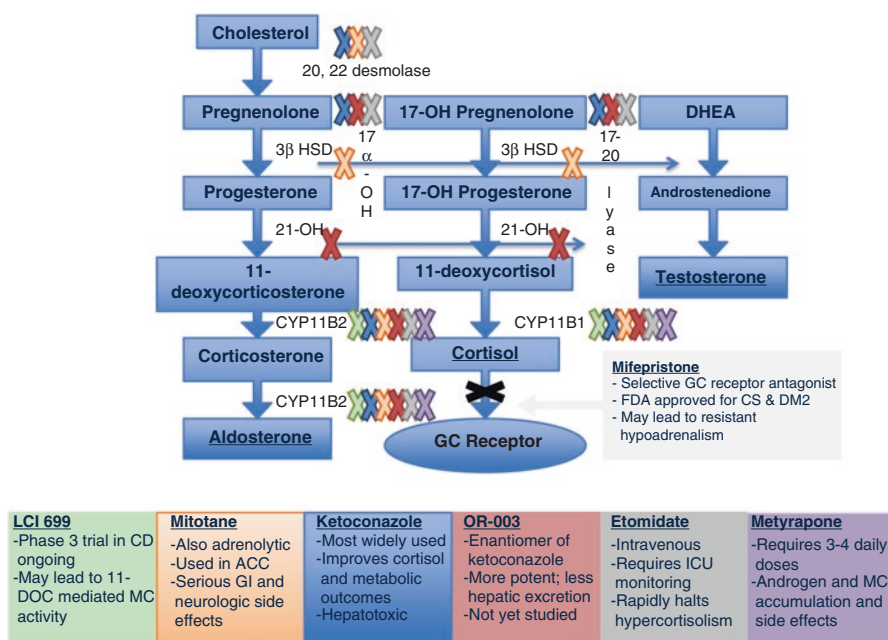 Cholesterol
20, 22 desmolase
Pregnenolone
17-OH Pregnenolone
DHEA
17
α
-
O
H
17-
20
l
y
a
s
e
3β HSD
3β HSD
Progesterone
17-OH Progesterone
Androstenedione
21-OH
21-OH
11-
deoxycorticosterone
11-deoxycortisol
Testosterone
CYP11B2
CYP11B1
Corticosterone
Cortisol
CYP11B2
Aldosterone
GC Receptor
Mifepristone
- Selective GC receptor antagonist
- FDA approved for CS & DM2
- May lead to resistant
hypoadrenalism
LCI 699
-Phase 3 trial in CD
ongoing
-May lead to 11-
DOC mediated MC
activity
Mitotane
-Also adrenolytic
-Used in ACC
-Serious GI and
neurologic side
effects
Ketoconazole
-Most widely used
-Improves cortisol
and metabolic
outcomes
-Hepatotoxic
OR-003
-Enantiomer of
ketoconazole
-More potent; less
hepatic excretion
-Not yet studied
Etomidate
-Intravenous
-Requires ICU
monitoring
-Rapidly halts
hypercortisolism
Metyrapone
-Requires 3-4 daily
doses
-Androgen and MC
accumulation and
side effects